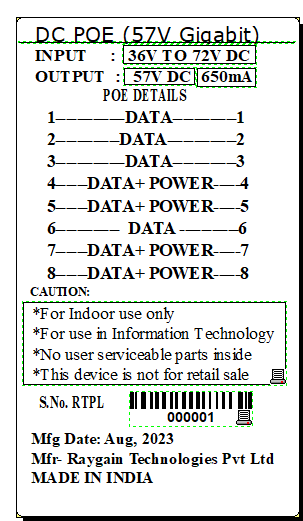 DC POE (57V Gigabit)
INPUT : 36V TO 72V DC
OUTPUT : 57V DC 650mA
POE DETAILS
1--------------DATA-------------1
2-------------DATA--------------2
3--------------DATA-------------3
4------DATA+ POWER-----4
5------DATA+ POWER-----5
6------------- DATA ------------6
7------DATA+ POWER-----7
8------DATA+ POWER-----8
CAUTION:
*For Indoor use only
*For use in Information Technology
*No user serviceable parts inside
*This device is not for retail sale
S.No. RTPL
000001
Mfg Date: Aug, 2023
Mfr- Raygain Technologies Pvt Ltd
MADE IN INDIA